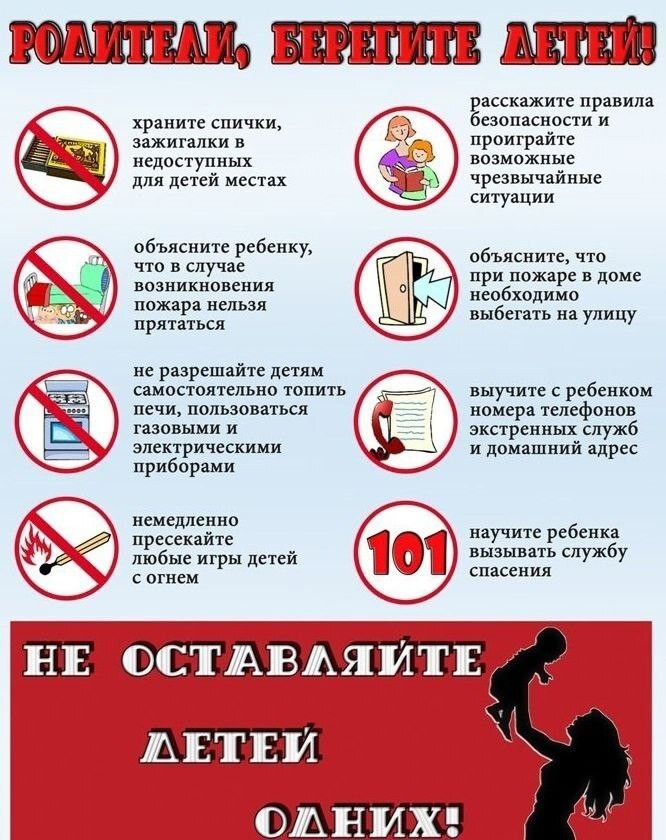 РОДИТЕЛИ, БЕРЕГИТЕ ДЕТЕЙ!
храните спички,
зажигалки в
недоступных
для детей местах
расскажите правила
безопасности и
проиграйте
возможные
чрезвычайные
ситуации
объясните ребенку,
что в случае
возникновения
пожара нельзя
прятаться
объясните, что
при пожаре в доме
необходимо
выбегать на улицу
не разрешайте детям
самостоятельно топить
печи, пользоваться
газовыми и
электрическими
приборами
выучите с ребенком
номера телефонов
экстренных служб
и домашний адрес
немедленно
пресекайте
любые игры детей
с огнем
101
научите ребенка
вызывать службу
спасения
НЕ ОСТАВЛЯЙТЕ
ДЕТЕЙ
ОДНИХ!